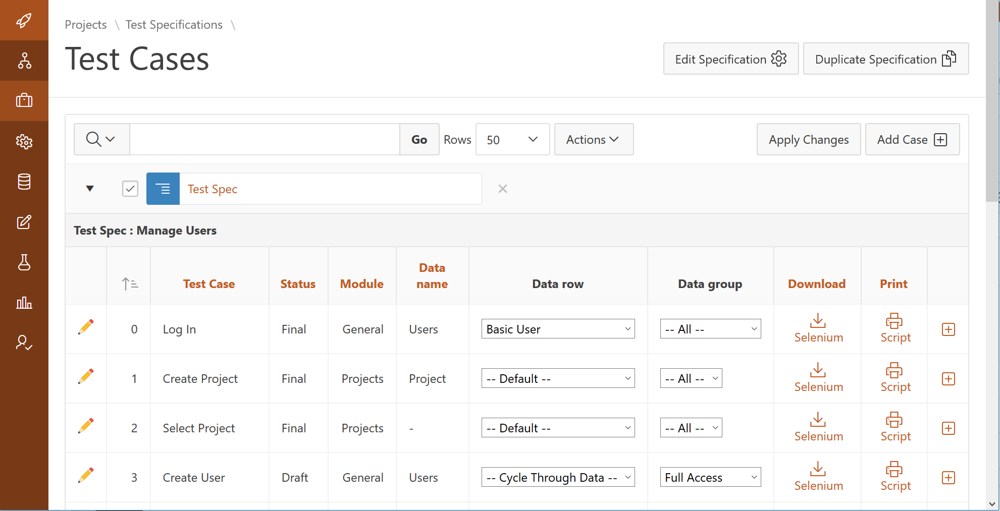 Projects \ Test Specifications \
Test Cases
Edit Specification
Duplicate Specification
Go Rows 50 Actions Apply Changes Add Case
Test Spec
Test Spec : Manage Users
Test Case Status Module Data name Data row Data group Download Print
0 Log In Final General Users Basic User -- All -- Selenium Script
1 Create Project Final Projects Project -- Default -- -- All -- Selenium Script
2 Select Project Final Projects - -- Default -- -- All -- Selenium Script
3 Create User Draft General Users -- Cycle Through Data -- Full Access Selenium Script